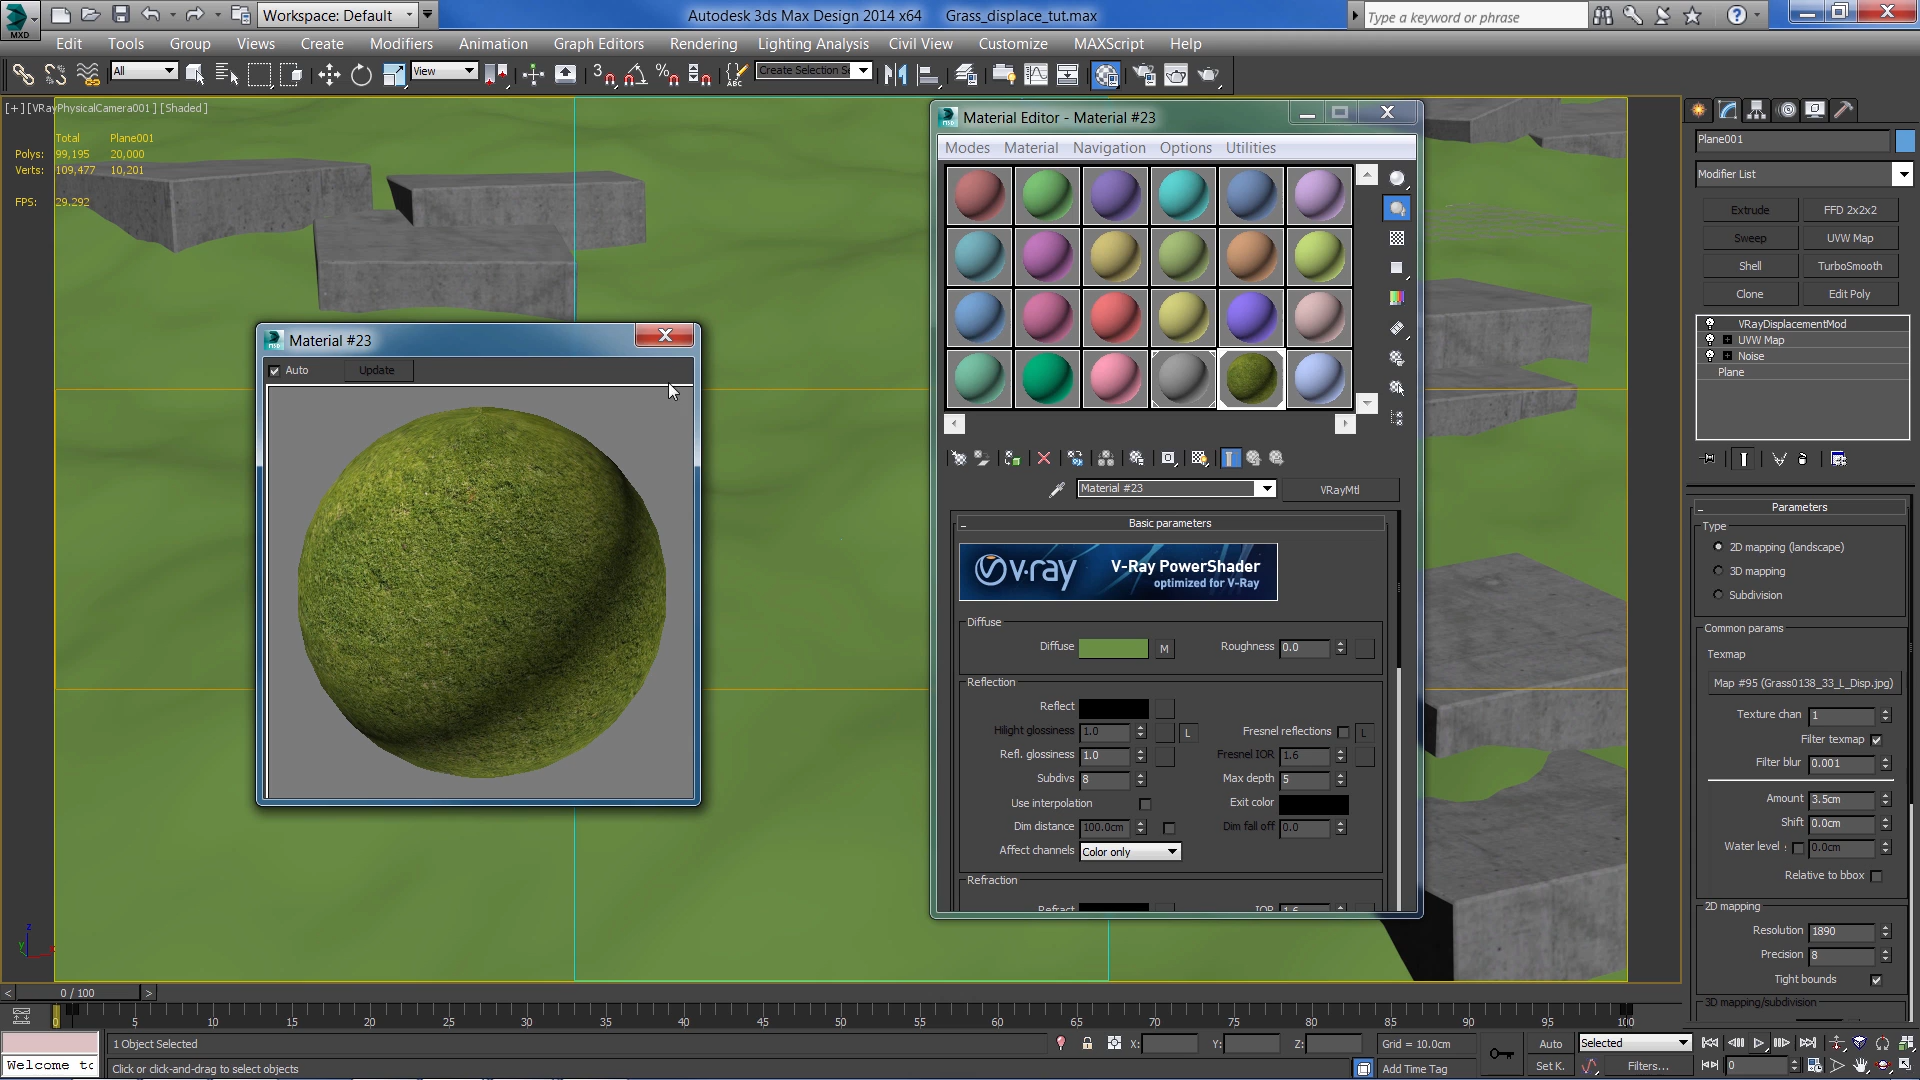 Workspace: Default
Autodesk 3ds Max Design 2014 x64    Grass_displace_tut.max
Type a keyword or phrase
MXD
Edit Tools Group Views Create Modifiers Animation Graph Editors Rendering Lighting Analysis Civil View Customize MAXScript Help
All
View
3
ABC
Create Selection Se
[+] [VRayPhysicalCamera001 ] [Shaded ]
Total Plane001
Polys: 99,195 20,000
Verts: 109,477 10,201
FPS: 29.292
Material #23
Auto
Update
Material Editor - Material #23
Modes Material Navigation Options Utilities
Material #23
VRayMtl
Basic parameters
v-ray
V-Ray PowerShader
optimized for V-Ray
Diffuse
Diffuse M Roughness 0.0
Reflection
Reflect
Hilight glossiness 1.0 L Fresnel reflections L
Refl. glossiness 1.0 Fresnel IOR 1.6
Subdivs 8 Max depth 5
Use interpolation Exit color
Dim distance 100.0cm Dim fall off 0.0
Affect channels Color only
Refraction
Refract IOR 1.6
Plane001
Modifier List
Extrude FFD 2x2x2
Sweep UVW Map
Shell TurboSmooth
Clone Edit Poly
VRayDisplacementMod
UVW Map
Noise
Plane
Parameters
Type
2D mapping (landscape)
3D mapping
Subdivision
Common params
Texmap
Map #95 (Grass0138_33_L_Disp.jpg)
Texture chan 1
Filter texmap
Filter blur 0.001
Amount 3.5cm
Shift 0.0cm
Water level : 0.0cm
Relative to bbox
2D mapping
Resolution 1890
Precision 8
Tight bounds
3D mapping/subdivision
z
y
< 0 / 100 >
0 5 10 15 20 25 30 35 40 45 50 55 60 65 70 75 80 85 90 95 100
1 Object Selected
X: Y: Z: Grid = 10.0cm
Auto Selected
Welcome to
Click or click-and-drag to select objects
Add Time Tag
Set K. Filters... 0